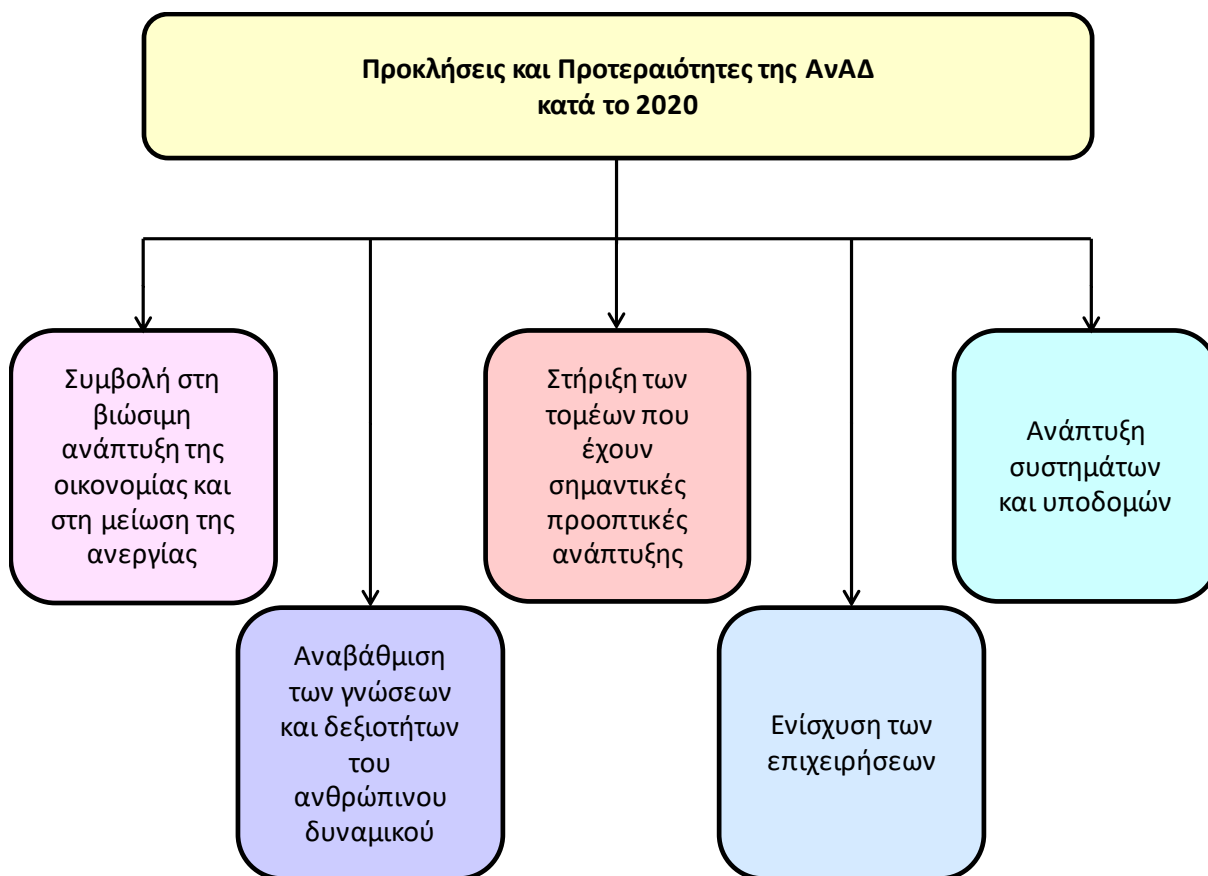 Προκλήσεις και Προτεραιότητες της ΑνΑΔ
κατά το 2020
Συμβολή στη
βιώσιμη
ανάπτυξη της
οικονομίας και
στη μείωση της
ανεργίας
Αναβάθμιση
των γνώσεων
και δεξιοτήτων
του
ανθρώπινου
δυναμικού
Στήριξη των
τομέων που
έχουν
σημαντικές
προοπτικές
ανάπτυξης
Ενίσχυση των
επιχειρήσεων
Ανάπτυξη
συστημάτων
και υποδομών